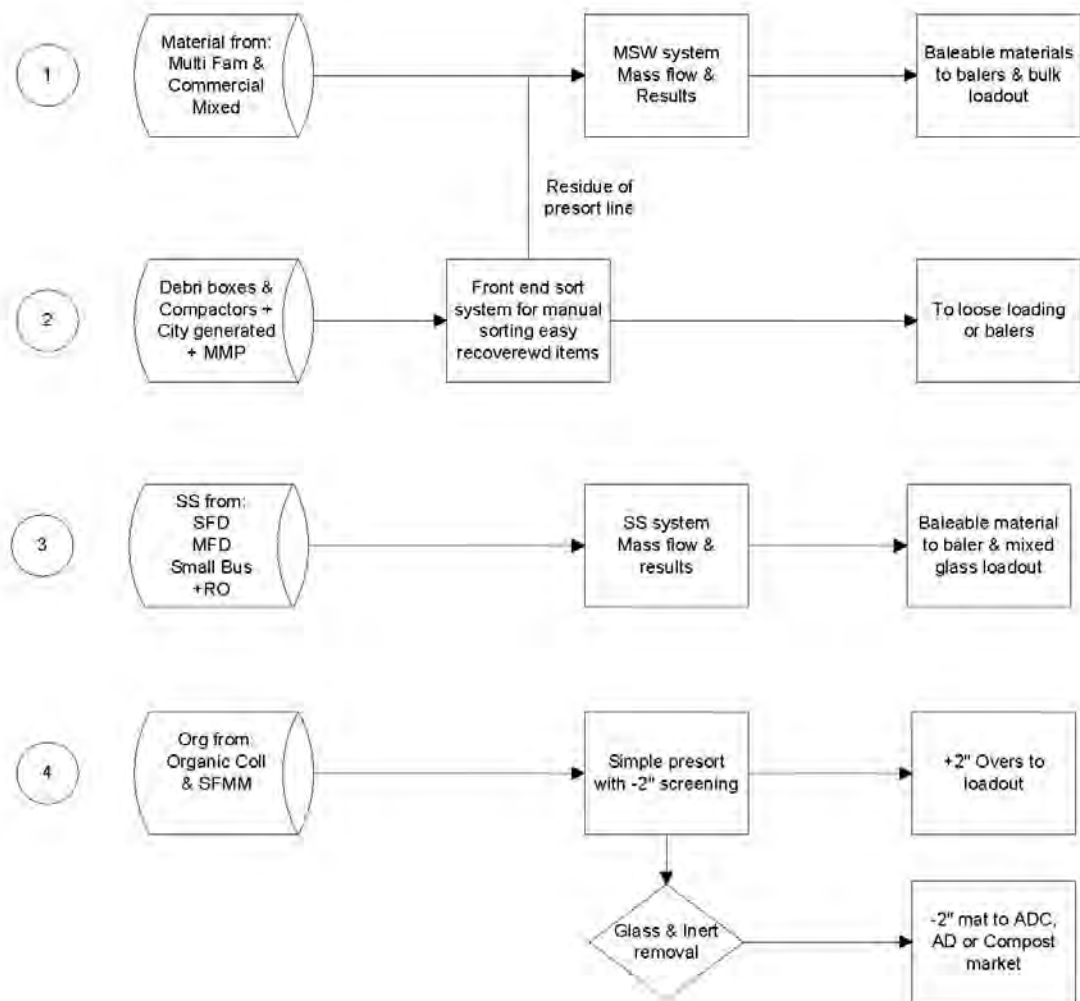 1
Material from:
Multi Fam &
Commercial
Mixed
MSW system
Mass flow &
Results
Baleable materials
to balers & bulk
loadout
Residue of
presort line
2
Debri boxes &
Compactors +
City generated
+ MMP
Front end sort
system for manual
sorting easy
recoverewd items
To loose loading
or balers
3
SS from:
SFD
MFD
Small Bus
+RO
SS system
Mass flow &
results
Baleable material
to baler & mixed
glass loadout
4
Org from:
Organic Coll
& SFMM
Simple presort
with -2" screening
+2" Overs to
loadout
Glass & Inert
removal
-2" mat to ADC,
AD or Compost
market